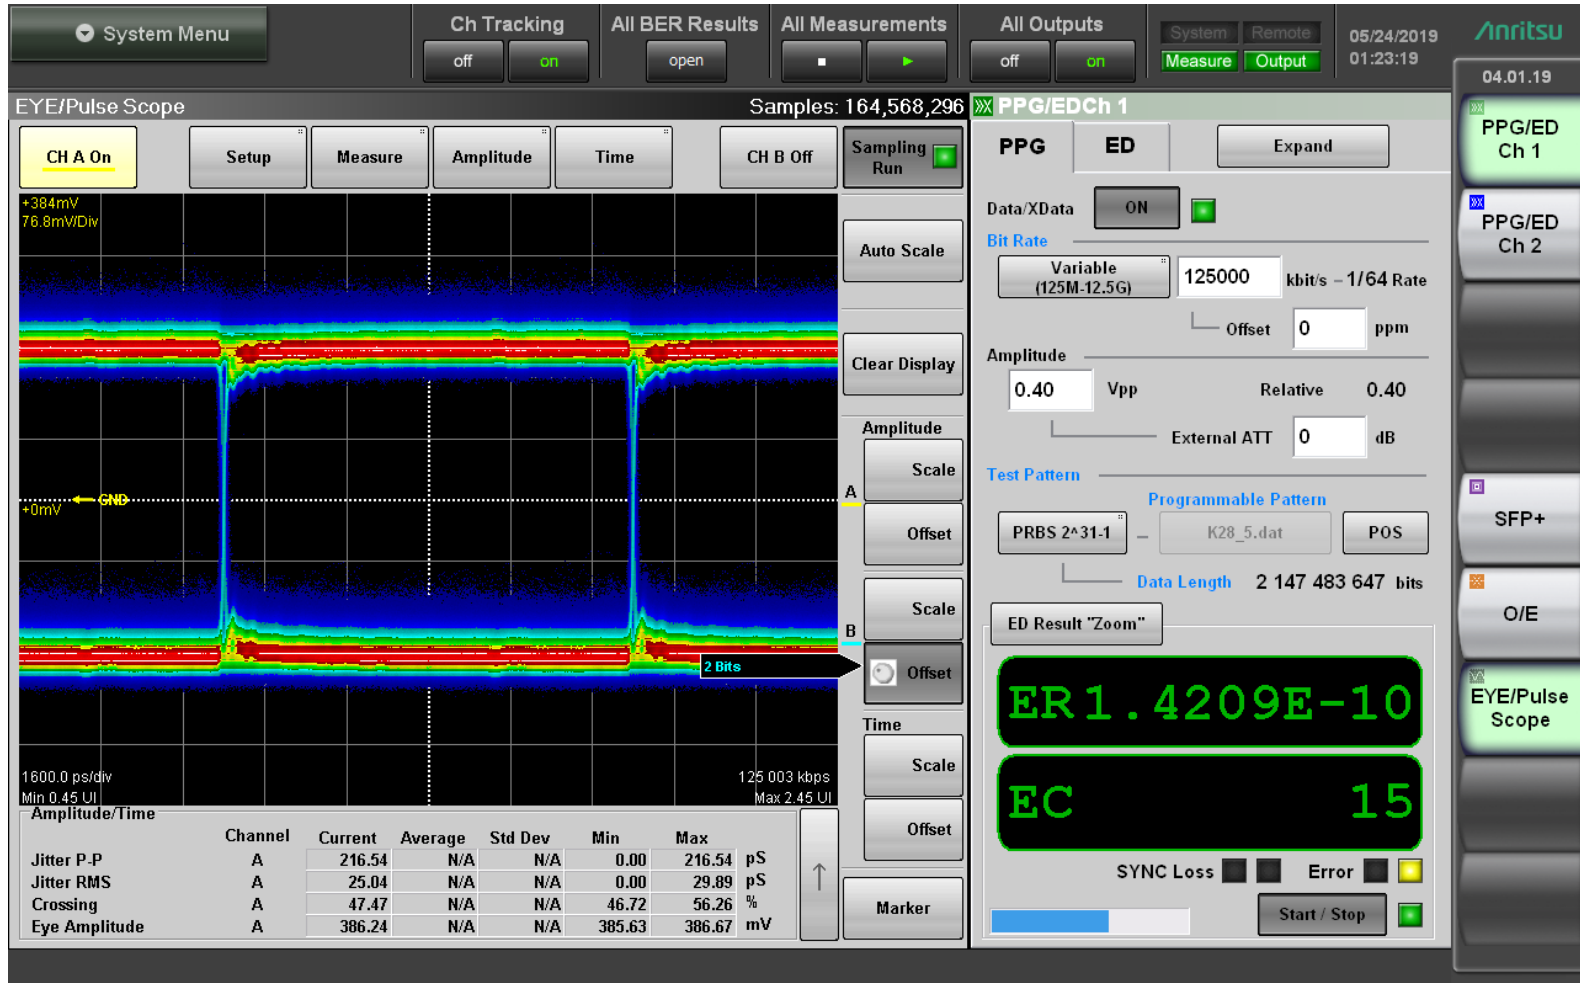 System Menu
Ch Tracking
off on
All BER Results
open
All Measurements
All Outputs
off on
System Remote
Measure Output
05/24/2019
01:23:19
Anritsu
04.01.19
EYE/Pulse Scope
Samples: 164,568,296
CH A On
Setup
Measure
Amplitude
Time
CH B Off
Sampling
Run
+384mV
76.8mV/Div
GND
+0mV
2 Bits
1600.0 ps/div
125 003 kbps
Min 0.45 UI
Max 2.45 UI
Auto Scale
Clear Display
Amplitude
A
Scale
Offset
B
Scale
Offset
Time
Scale
Offset
Marker
Amplitude/Time
Channel Current Average Std Dev Min Max
Jitter P-P A 216.54 N/A N/A 0.00 216.54 pS
Jitter RMS A 25.04 N/A N/A 0.00 29.89 pS
Crossing A 47.47 N/A N/A 46.72 56.26 %
Eye Amplitude A 386.24 N/A N/A 385.63 386.67 mV
PPG/EDCh 1
PPG ED Expand
Data/XData ON
Bit Rate
Variable
(125M-12.5G)
125000 kbit/s – 1/64 Rate
Offset 0 ppm
Amplitude
0.40 Vpp Relative 0.40
External ATT 0 dB
Test Pattern
Programmable Pattern
PRBS 2^31-1 – K28_5.dat POS
Data Length 2 147 483 647 bits
ED Result "Zoom"
ER 1.4209E-10
EC 15
SYNC Loss Error
Start / Stop
PPG/ED
Ch 1
PPG/ED
Ch 2
SFP+
O/E
EYE/Pulse
Scope